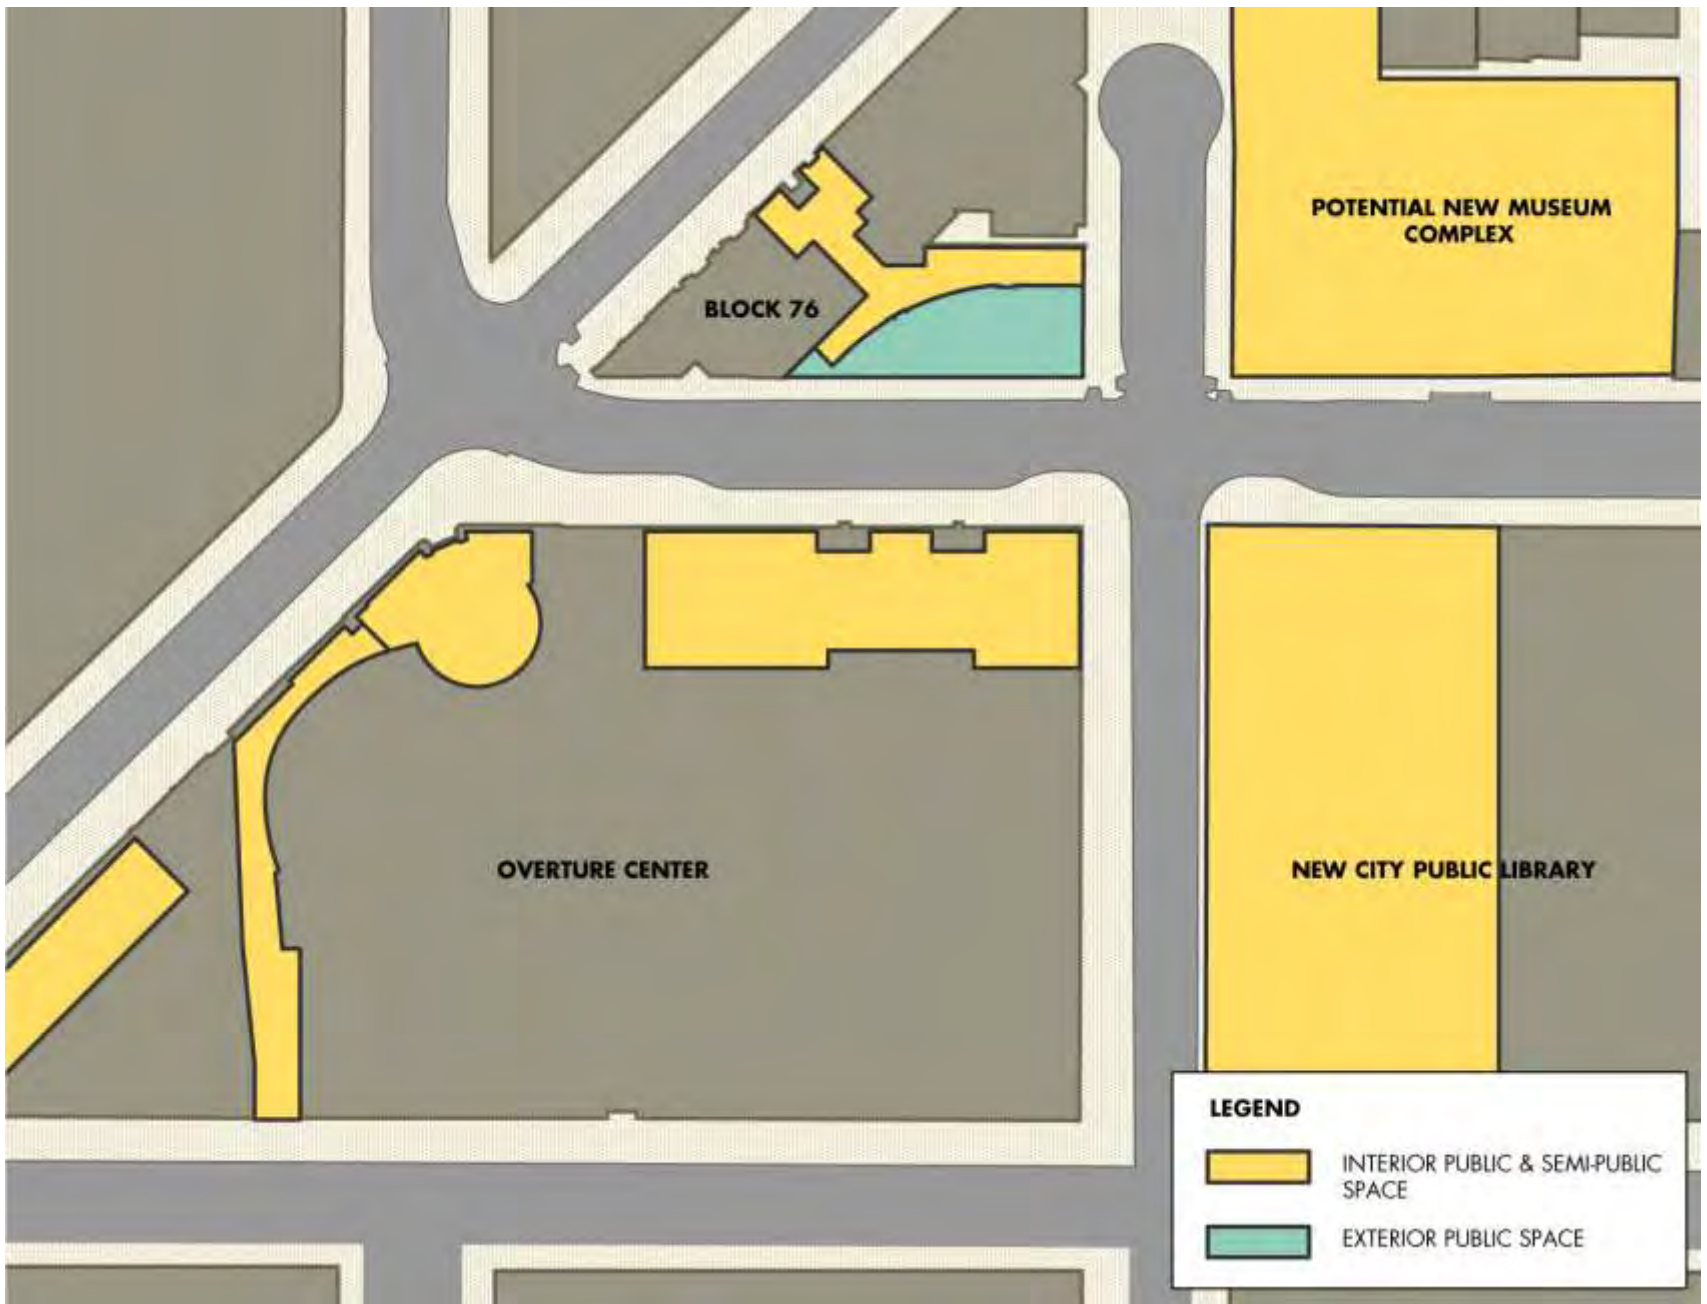 POTENTIAL NEW MUSEUM
COMPLEX
BLOCK 76
OVERTURE CENTER
NEW CITY PUBLIC LIBRARY
LEGEND
INTERIOR PUBLIC & SEMI-PUBLIC
SPACE
EXTERIOR PUBLIC SPACE